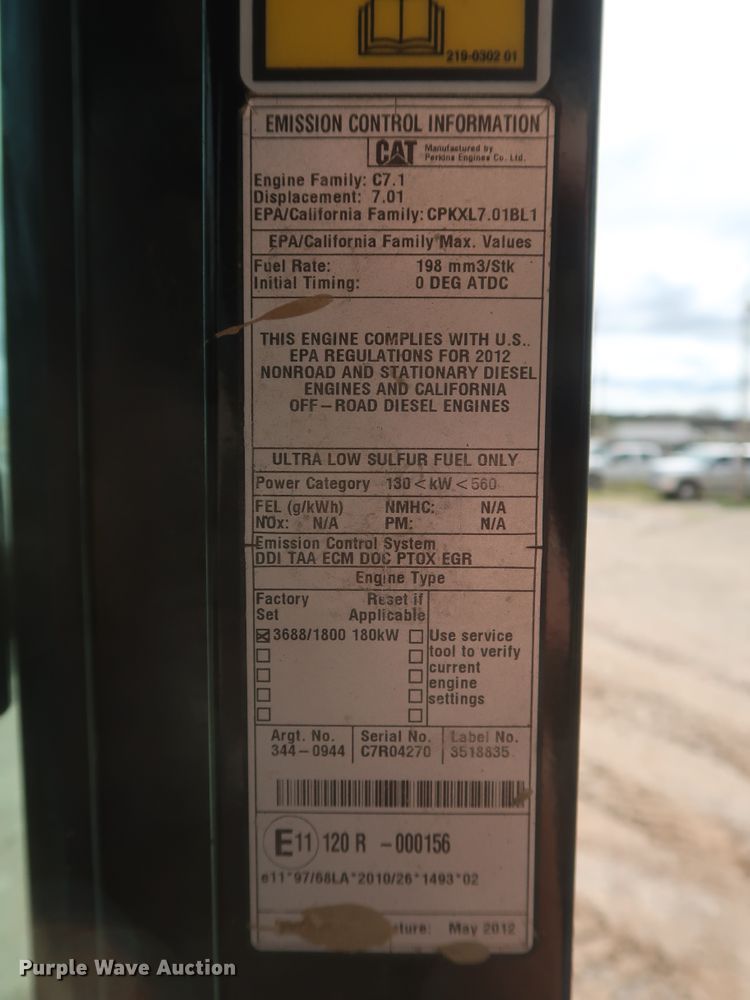 219-0302 01
EMISSION CONTROL INFORMATION
CAT Manufactured by
Perkins Engines Co. Ltd.
Engine Family: C7.1
Displacement: 7.01
EPA/California Family: CPKXL7.01BL1
EPA/California Family Max. Values
Fuel Rate: 198 mm3/Stk
Initial Timing: 0 DEG ATDC
THIS ENGINE COMPLIES WITH U.S..
EPA REGULATIONS FOR 2012
NONROAD AND STATIONARY DIESEL
ENGINES AND CALIFORNIA
OFF-ROAD DIESEL ENGINES
ULTRA LOW SULFUR FUEL ONLY
Power Category 130 < kW < 560
FEL (g/kWh) NMHC: N/A
NOx: N/A PM: N/A
Emission Control System
DDI TAA ECM DOC PTOX EGR
Engine Type
Factory Reset if
Set Applicable
3688/1800 180kW
Use service
tool to verify
current
engine
settings
Argt. No. Serial No. Label No.
344-0944 C7R04270 3518835
E11 120 R -000156
e11*97/68LA*2010/26*1493*02
ture: May 2012
Purple Wave Auction